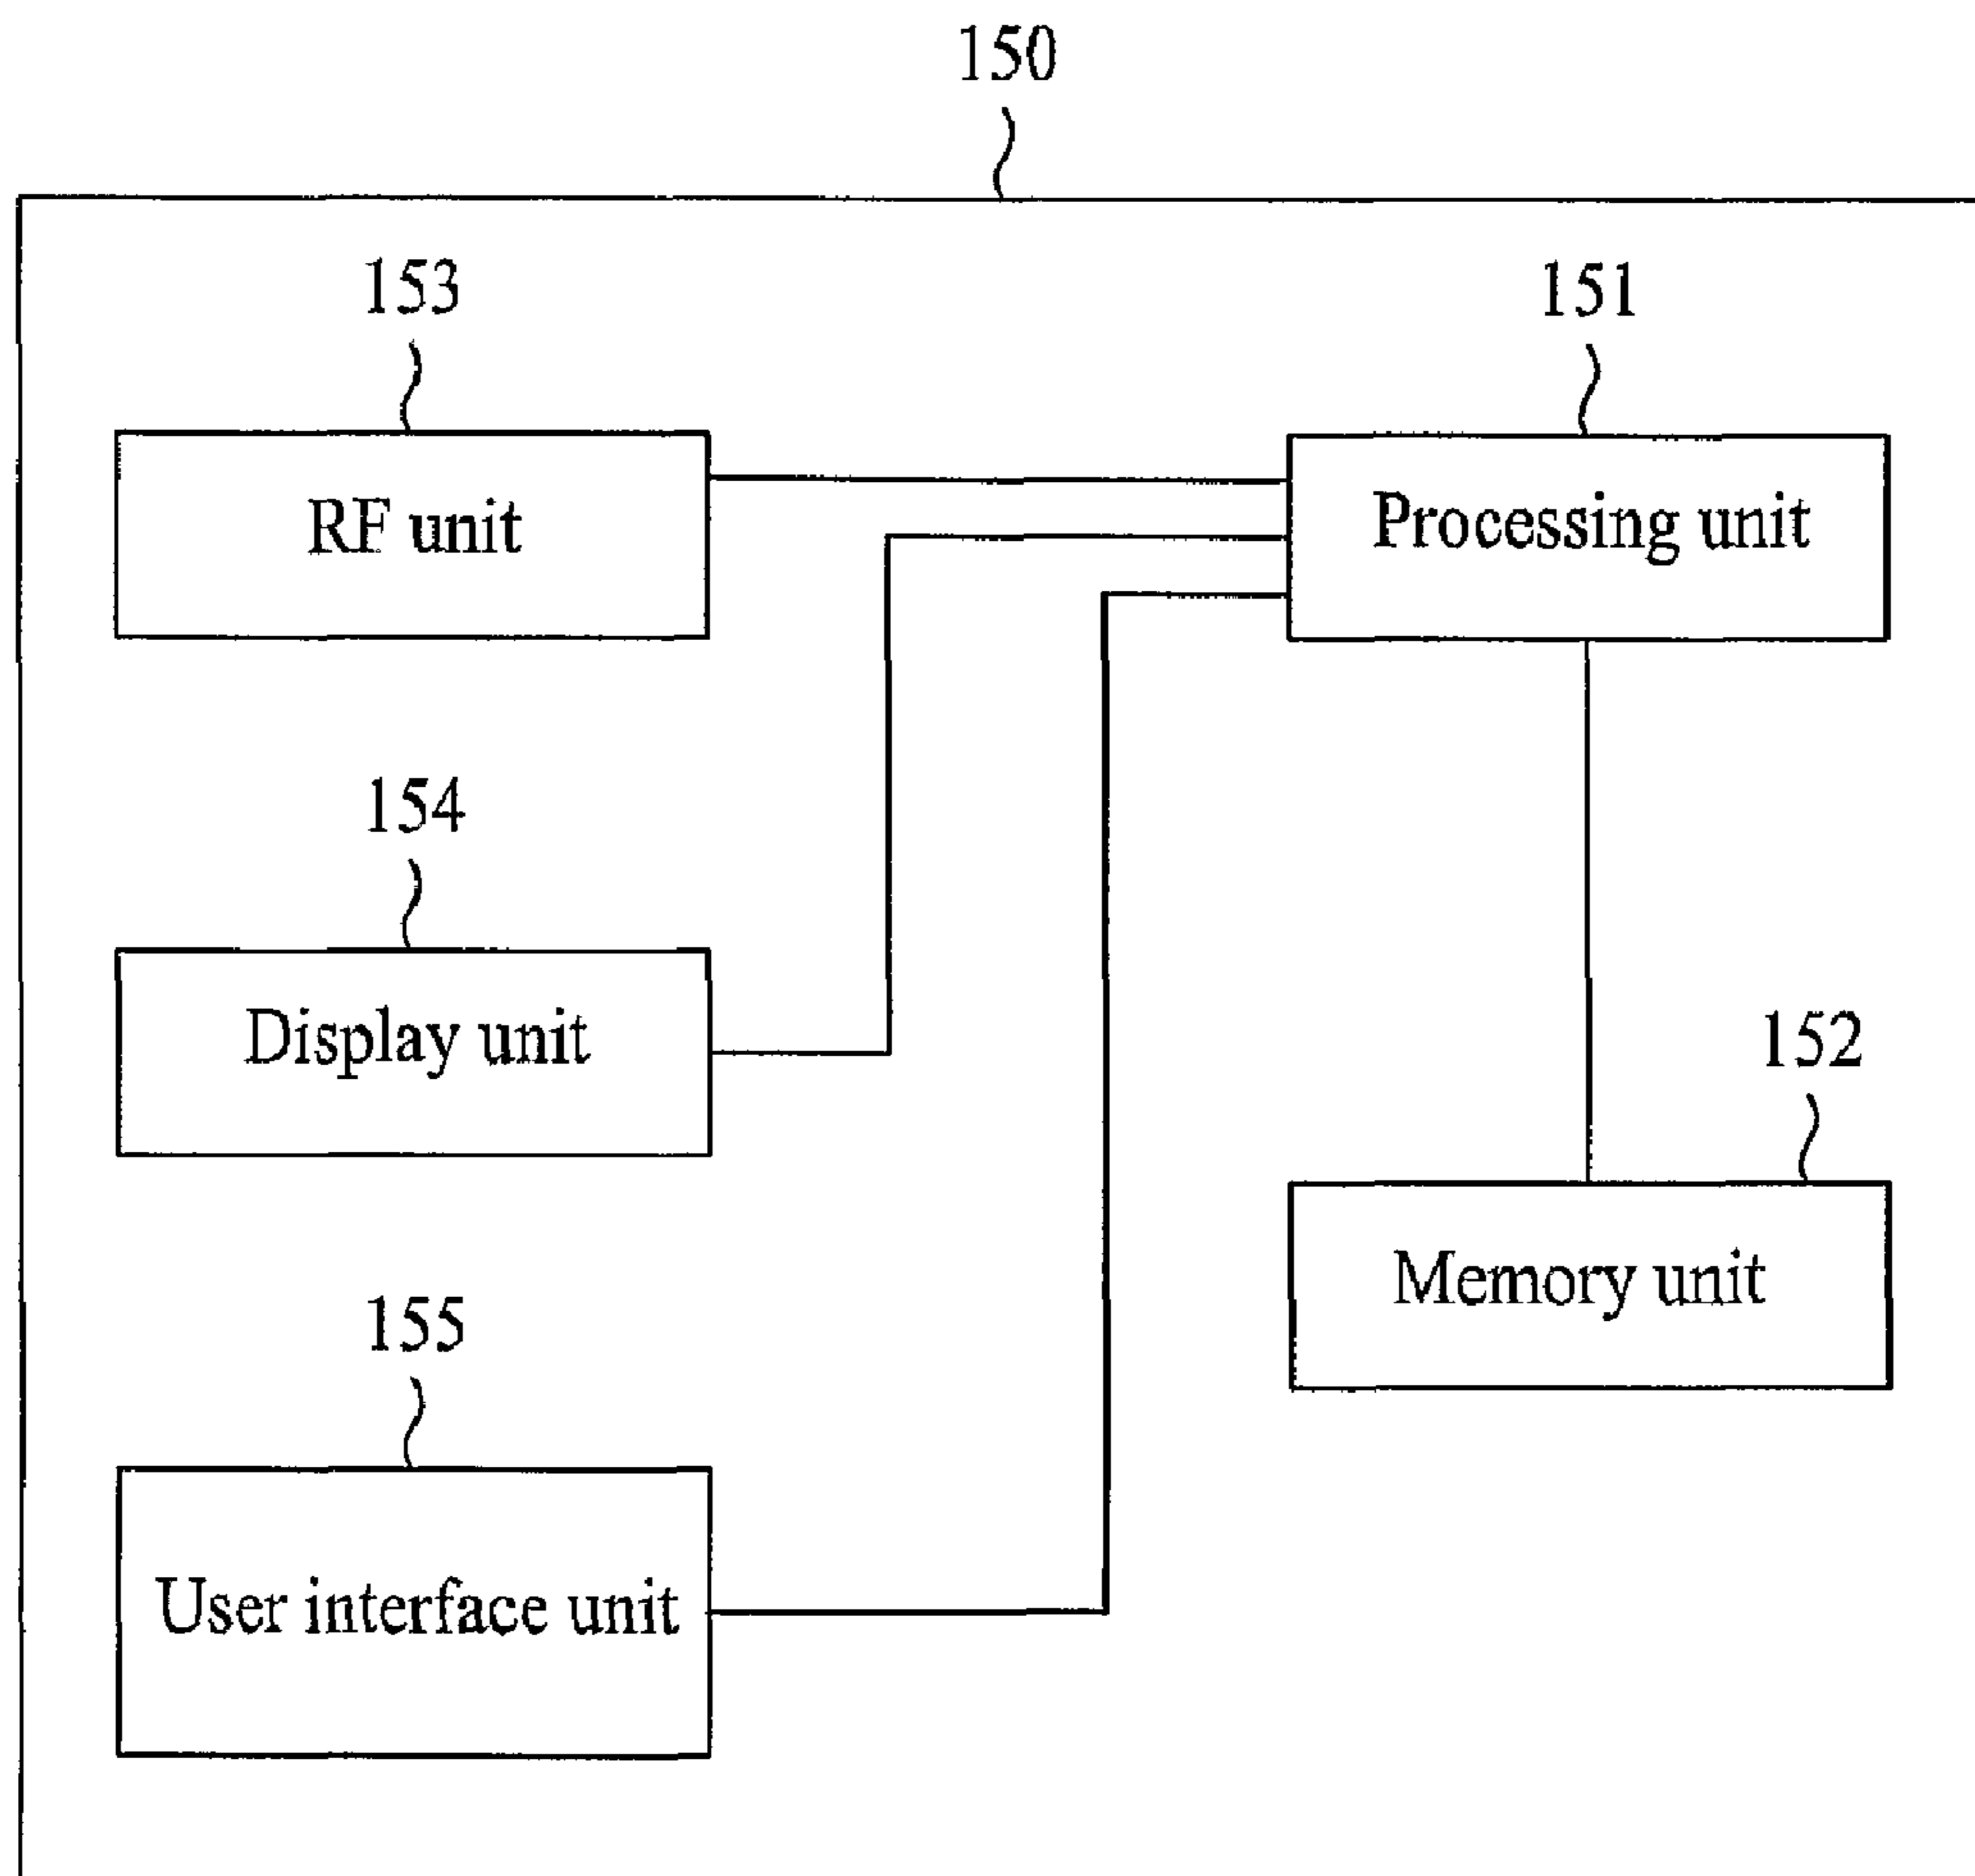 150
153
151
RF unit
Processing unit
154
Display unit
152
Memory unit
155
User interface unit